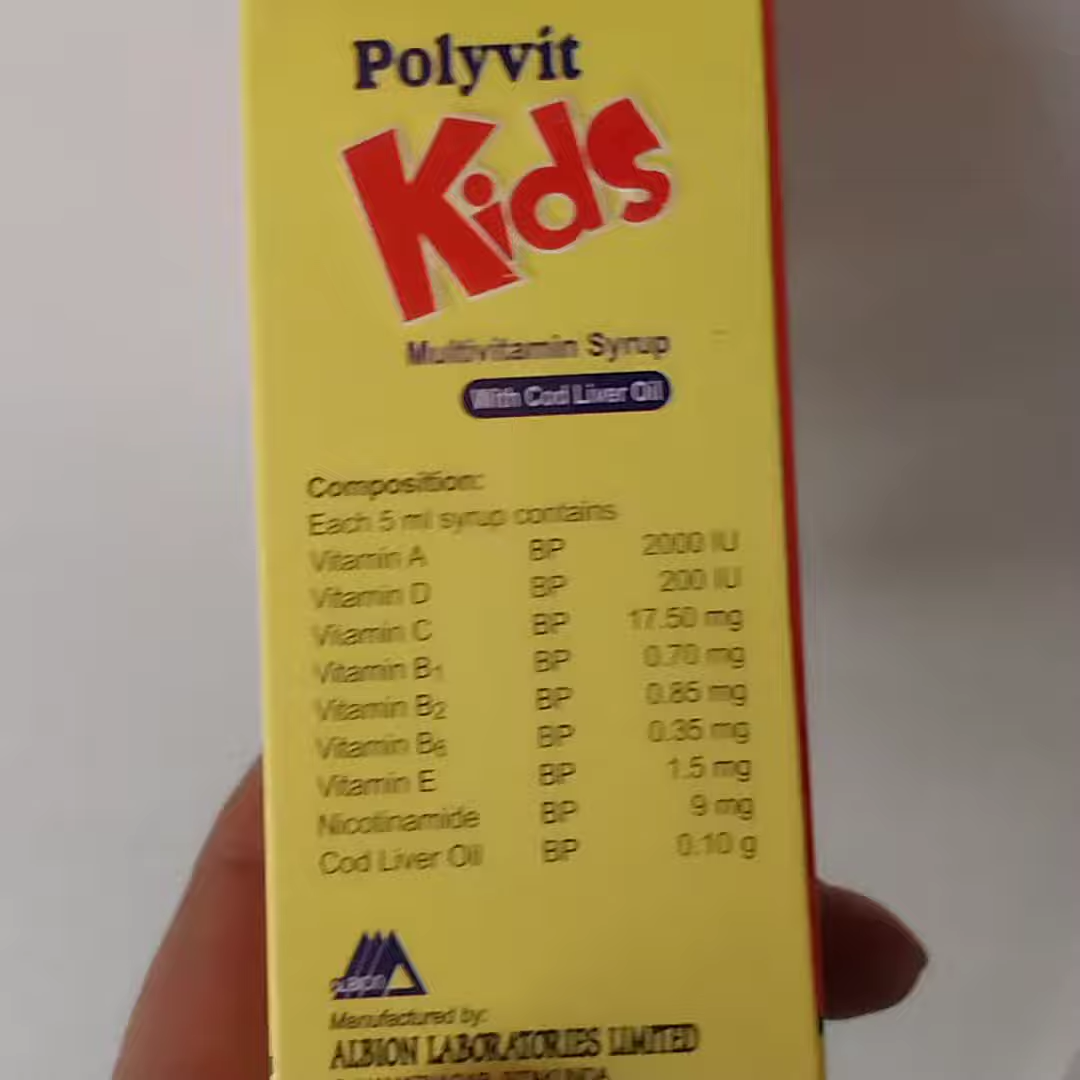 Polyvit
Kids
Multivitamin Syrup
With Cod Liver Oil
Composition:
Each 5 ml syrup contains
Vitamin A BP 2000 IU
Vitamin D BP 200 IU
Vitamin C BP 17.50 mg
Vitamin B1 BP 0.70 mg
Vitamin B2 BP 0.85 mg
Vitamin B6 BP 0.35 mg
Vitamin E BP 1.5 mg
Nicotinamide BP 9 mg
Cod Liver Oil BP 0.10 g
Manufactured by:
ALBION LABORATORIES LIMITED